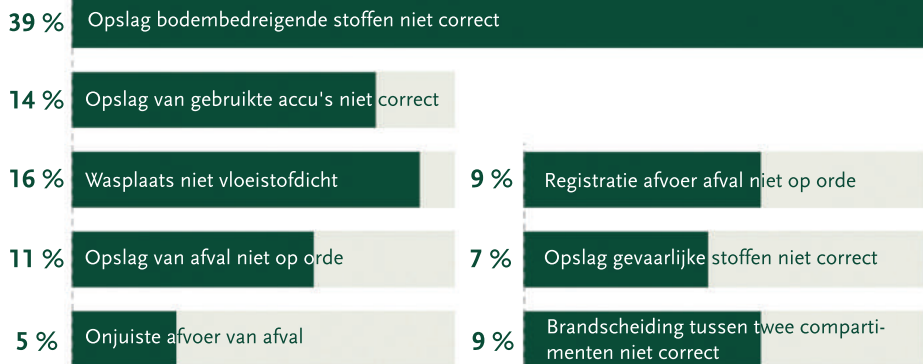 39 % Opslag bodembedreigende stoffen niet correct
14 % Opslag van gebruikte accu's niet correct
16 % Wasplaats niet vloeistofdicht
11 % Opslag van afval niet op orde
5 % Onjuiste afvoer van afval
9 % Registratie afvoer afval niet op orde
7 % Opslag gevaarlijke stoffen niet correct
9 % Brandscheiding tussen twee comparti-
menten niet correct